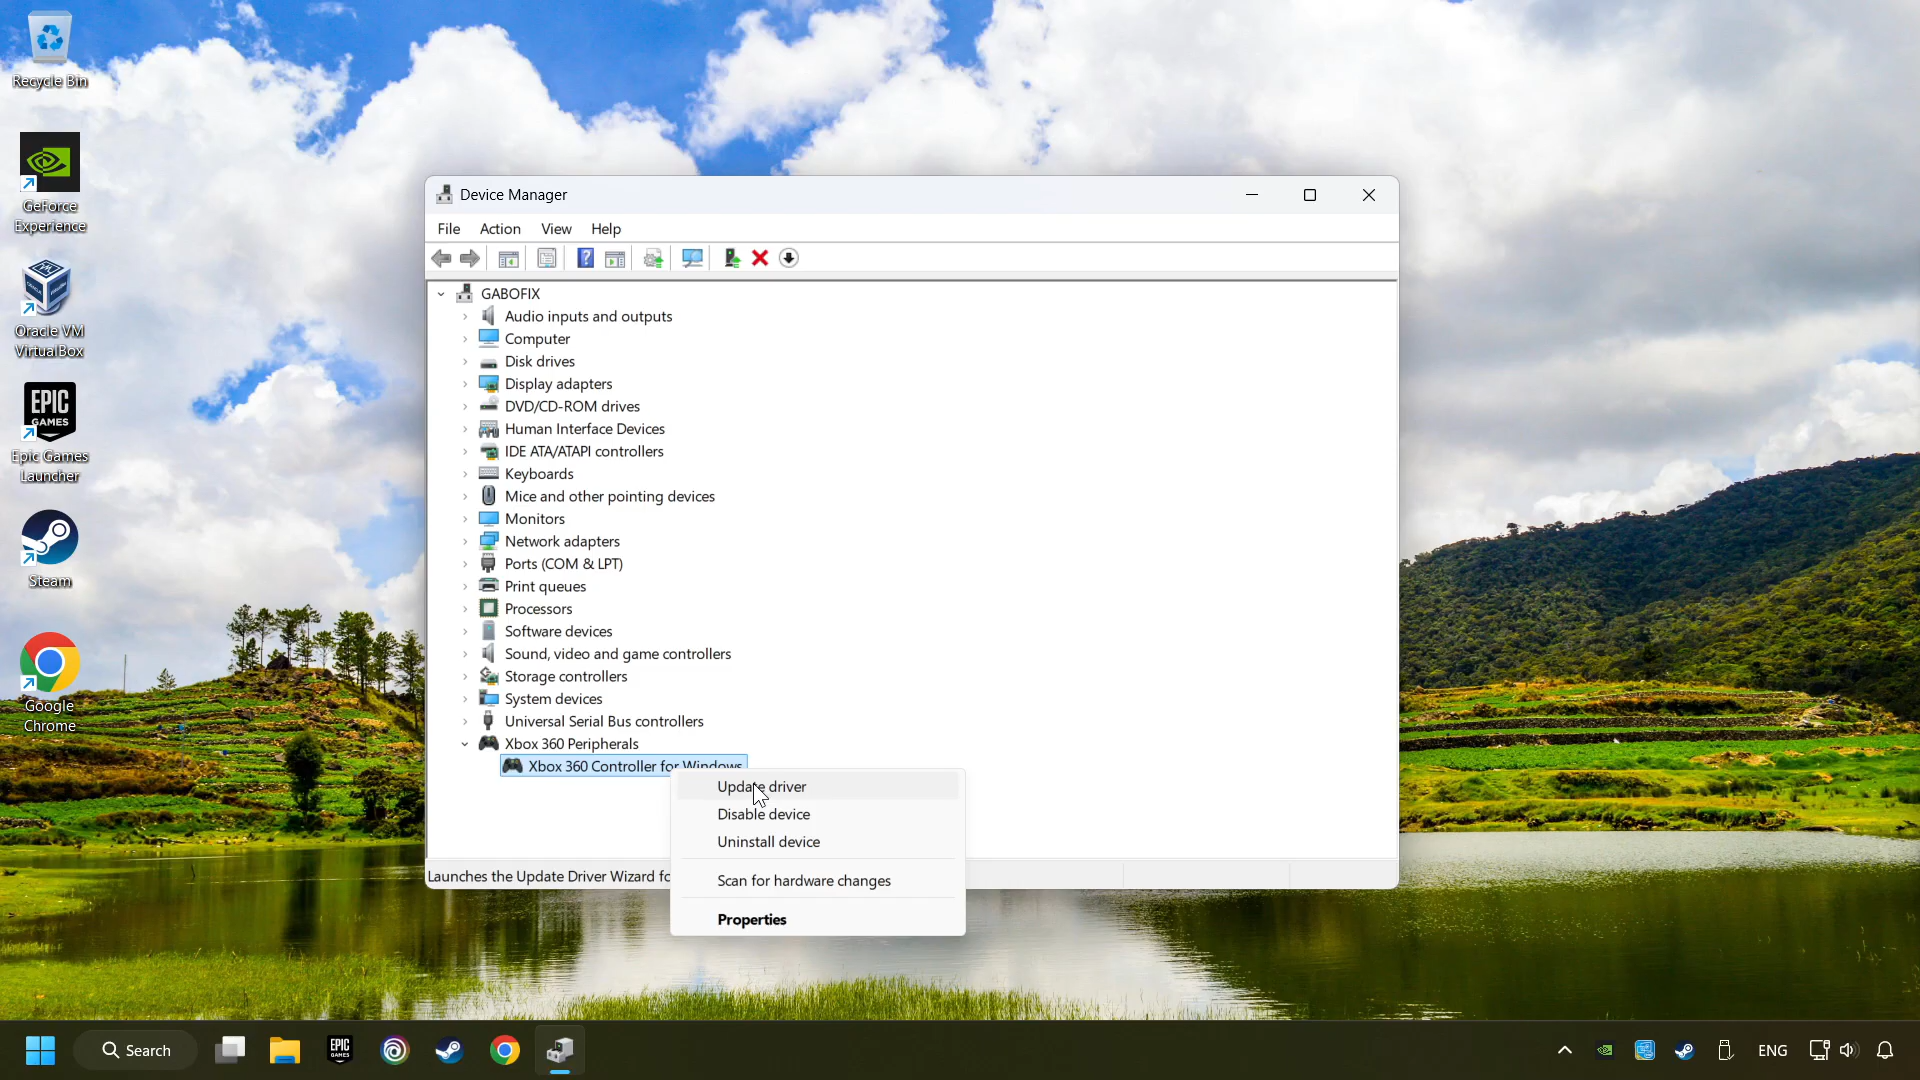 Recycle Bin
GeForce
Experience
Oracle VM
VirtualBox
EPIC
GAMES
Epic Games
Launcher
Steam
Google
Chrome
Device Manager
File Action View Help
GABOFIX
Audio inputs and outputs
Computer
Disk drives
Display adapters
DVD/CD-ROM drives
Human Interface Devices
IDE ATA/ATAPI controllers
Keyboards
Mice and other pointing devices
Monitors
Network adapters
Ports (COM & LPT)
Print queues
Processors
Software devices
Sound, video and game controllers
Storage controllers
System devices
Universal Serial Bus controllers
Xbox 360 Peripherals
Xbox 360 Controller for Windows
Update driver
Disable device
Uninstall device
Scan for hardware changes
Properties
Launches the Update Driver Wizard fo
Search
EPIC
GAMES
ENG